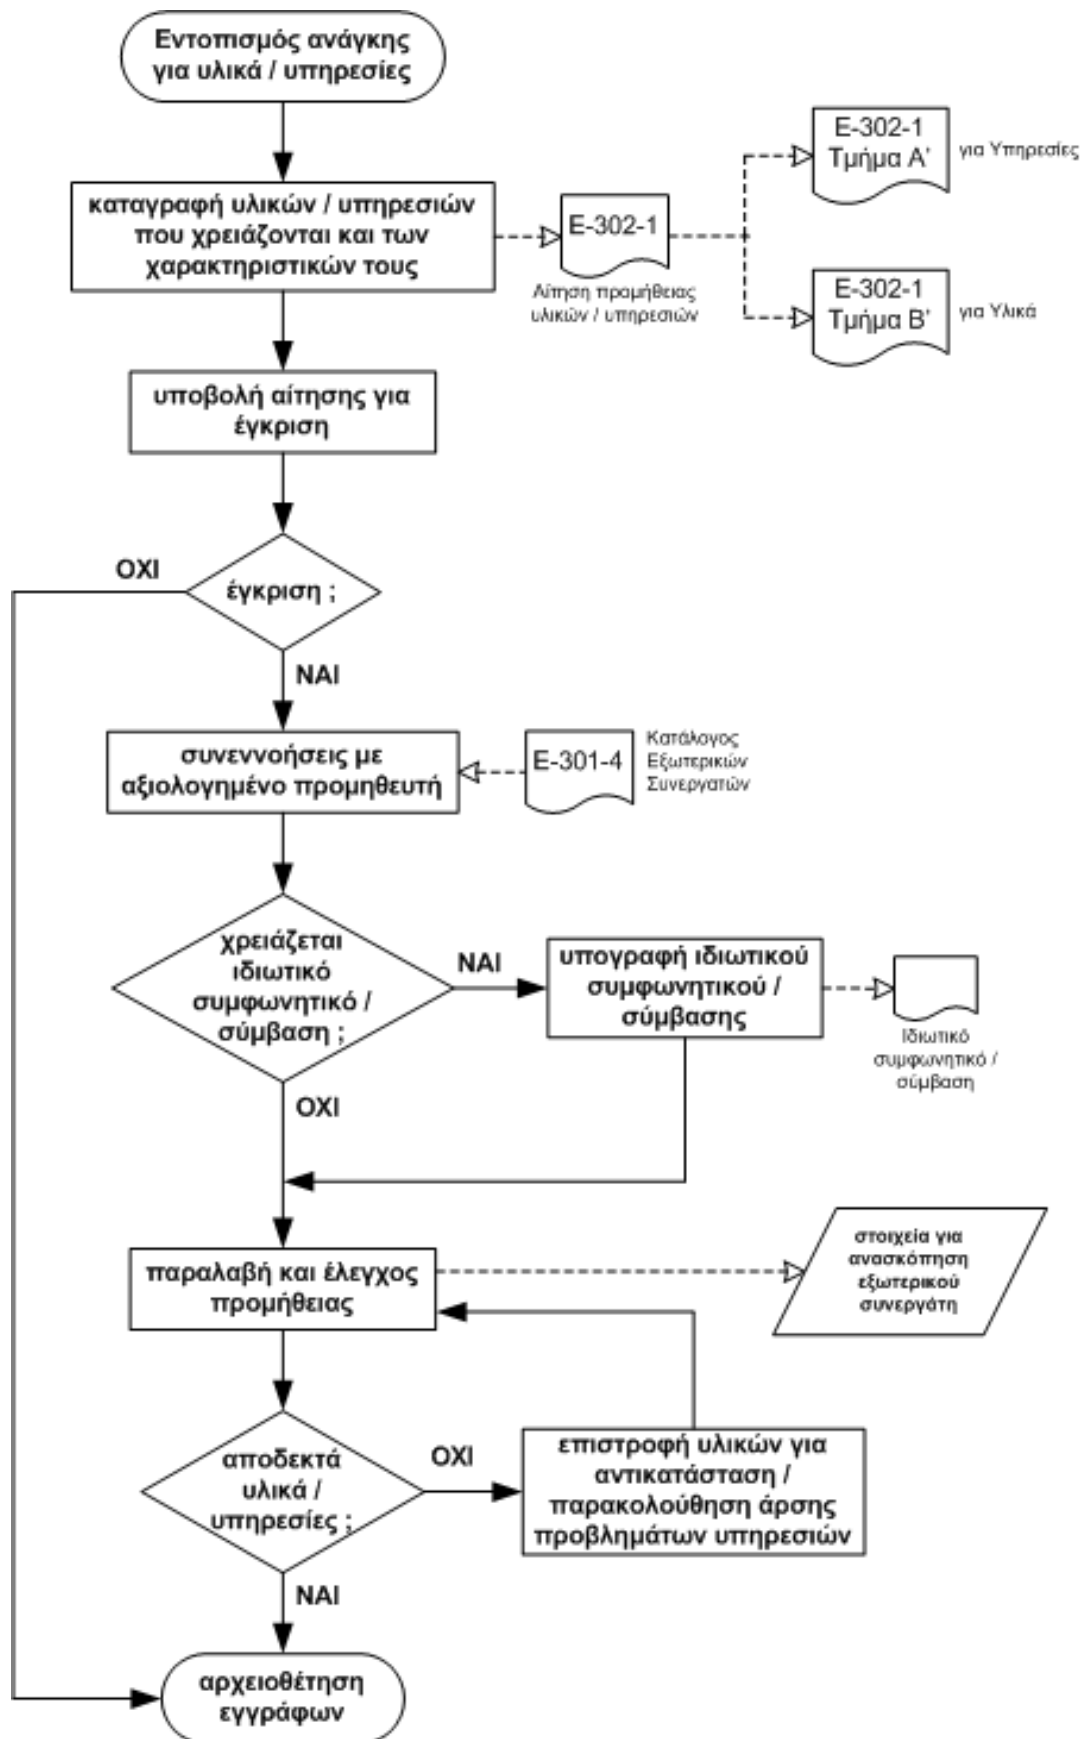 Εντοπισμός ανάγκης
για υλικά / υπηρεσίες
καταγραφή υλικών / υπηρεσιών
που χρειάζονται και των
χαρακτηριστικών τους
Ε-302-1
Αίτηση προμήθειας
υλικών / υπηρεσιών
Ε-302-1
Τμήμα Α'
για Υπηρεσίες
Ε-302-1
Τμήμα Β'
για Υλικά
υποβολή αίτησης για
έγκριση
ΟΧΙ
έγκριση ;
ΝΑΙ
συνεννοήσεις με
αξιολογημένο προμηθευτή
Ε-301-4
Κατάλογος
Εξωτερικών
Συνεργατών
χρειάζεται
ιδιωτικό
συμφωνητικό /
σύμβαση ;
ΝΑΙ
υπογραφή ιδιωτικού
συμφωνητικού /
σύμβασης
Ιδιωτικό
συμφωνητικό /
σύμβαση
ΟΧΙ
παραλαβή και έλεγχος
προμήθειας
στοιχεία για
ανασκόπηση
εξωτερικού
συνεργάτη
αποδεκτά
υλικά /
υπηρεσίες ;
ΟΧΙ
επιστροφή υλικών για
αντικατάσταση /
παρακολούθηση άρσης
προβλημάτων υπηρεσιών
ΝΑΙ
αρχειοθέτηση
εγγράφων